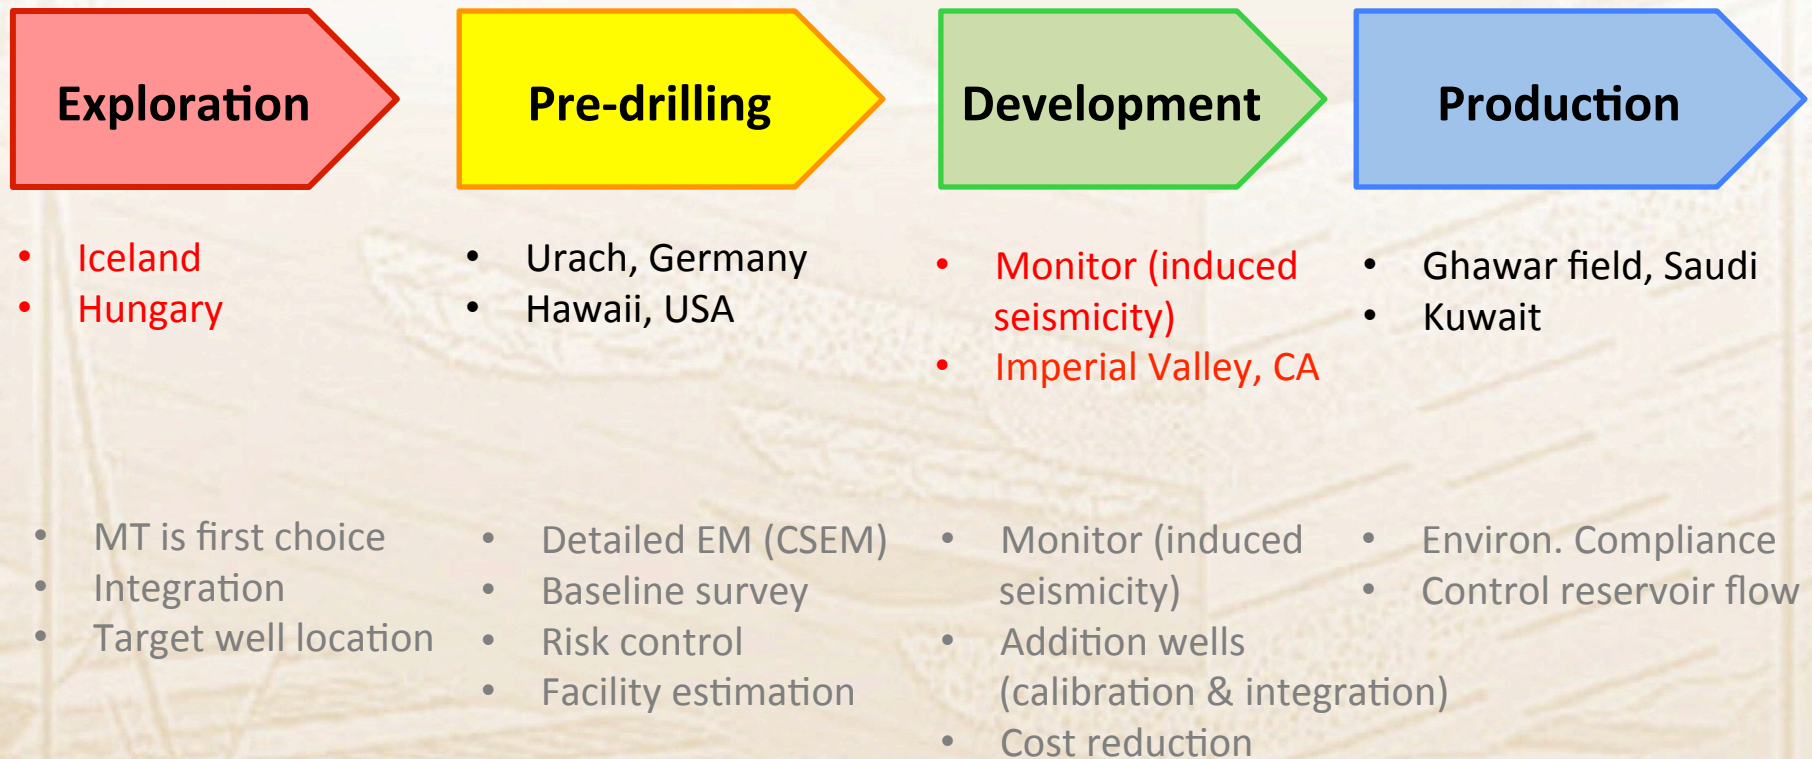 Exploration
Pre-drilling
Development
Production
• Iceland
• Hungary
• Urach, Germany
• Hawaii, USA
• Monitor (induced
seismicity)
• Imperial Valley, CA
• Ghawar field, Saudi
• Kuwait
• MT is first choice
• Integration
• Target well location
• Detailed EM (CSEM)
• Baseline survey
• Risk control
• Facility estimation
• Monitor (induced
seismicity)
• Addition wells
(calibration & integration)
• Cost reduction
• Environ. Compliance
• Control reservoir flow